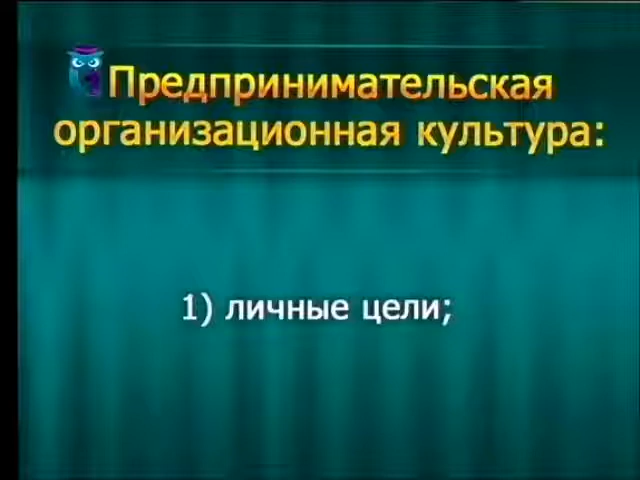 Предпринимательская
организационная культура:
1) личные цели;